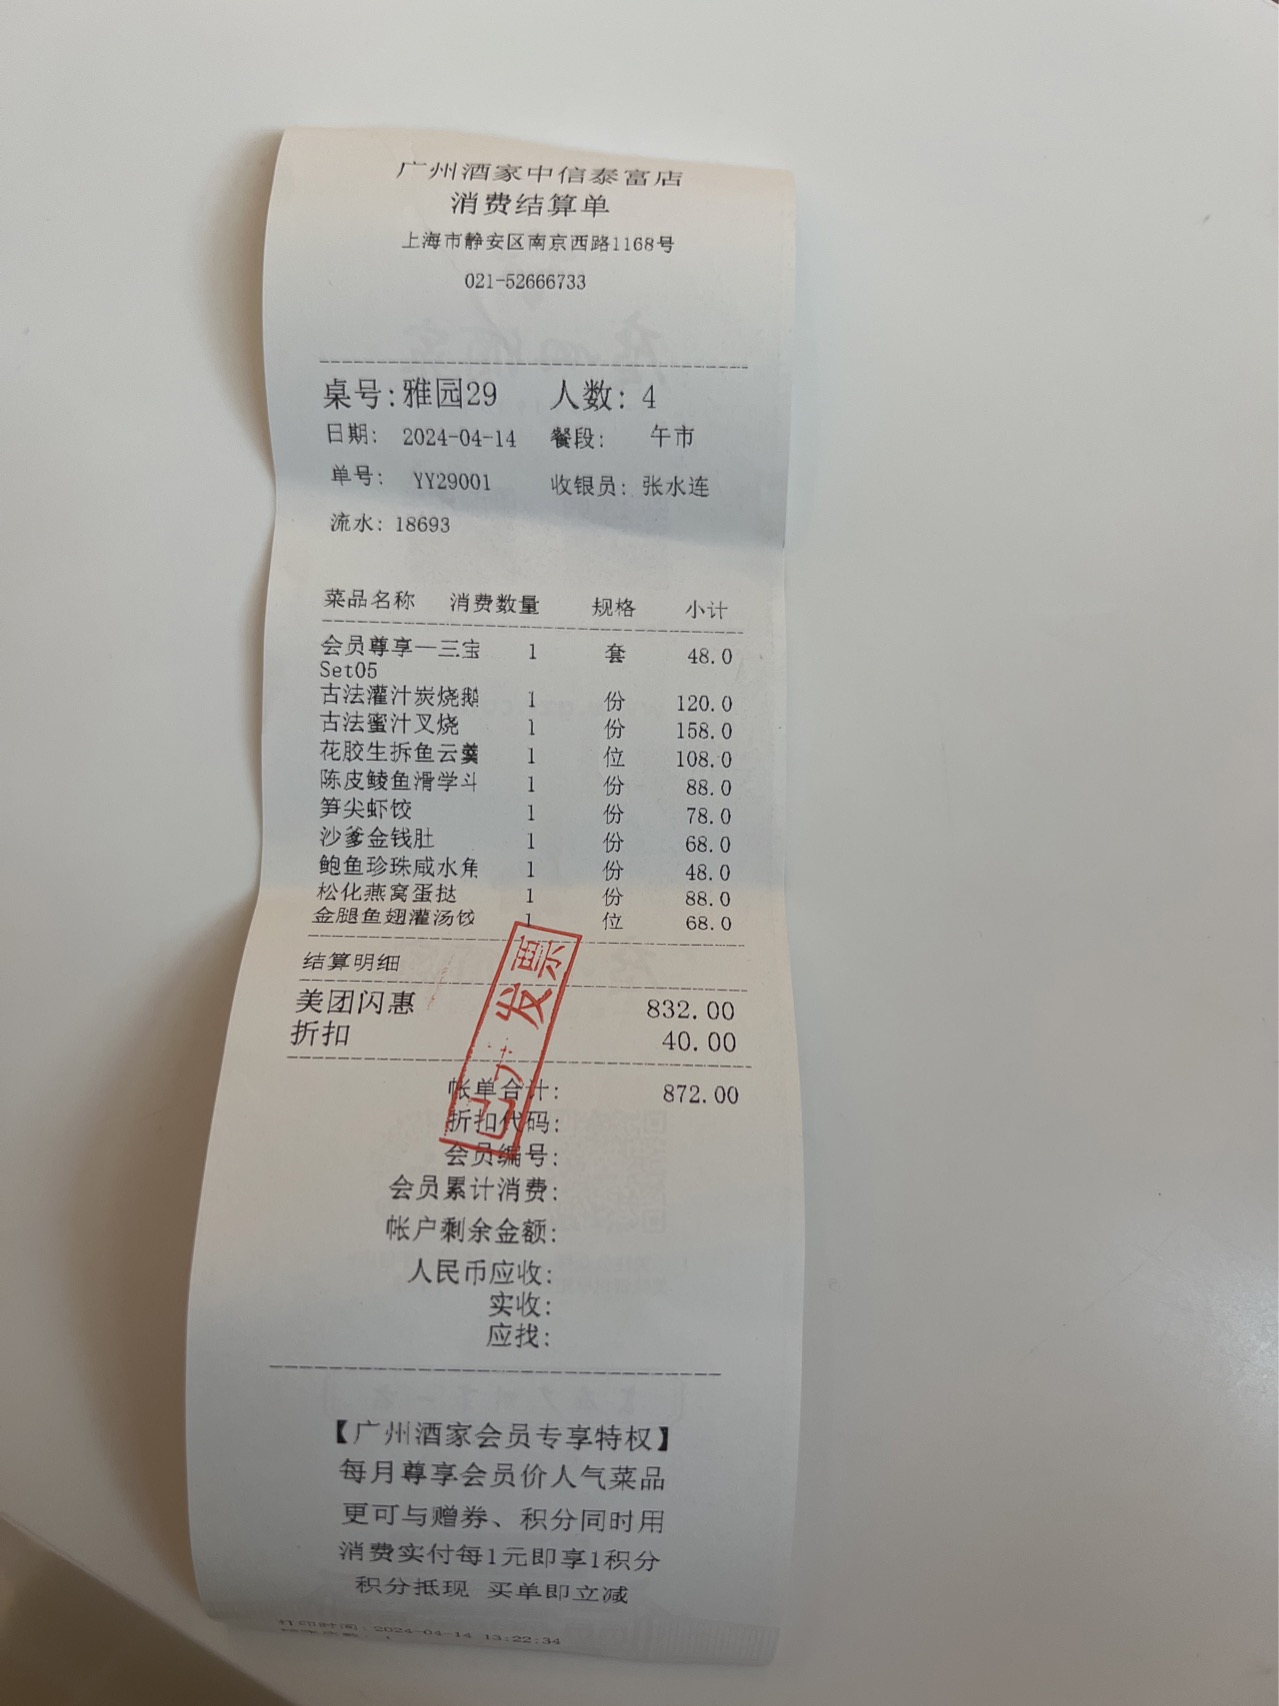 广州酒家中信泰富店
消费结算单
上海市静安区南京西路1168号
021-52666733
桌号:雅园29 人数: 4
日期: 2024-04-14 餐段: 午市
单号: YY29001 收银员: 张水连
流水: 18693
菜品名称 消费数量 规格 小计
会员尊享一三宝 1 套 48.0
Set05
古法灌汁炭烧鹅 1 份 120.0
古法蜜汁叉烧 1 份 158.0
花胶生拆鱼云羹 1 位 108.0
陈皮鲮鱼滑学斗 1 份 88.0
笋尖虾饺 1 份 78.0
沙爹金钱肚 1 份 68.0
鲍鱼珍珠咸水角 1 份 48.0
松化燕窝蛋挞 1 份 88.0
金腿鱼翅灌汤饺 1 位 68.0
结算明细
美团闪惠 832.00
折扣 40.00
已开发票
帐单合计: 872.00
折扣代码:
会员编号:
会员累计消费:
帐户剩余金额:
人民币应收:
实收:
应找:
【广州酒家会员专享特权】
每月尊享会员价人气菜品
更可与赠券、积分同时用
消费实付每1元即享1积分
积分抵现 买单即立减
打印时间: 2024-04-14 13:22:34